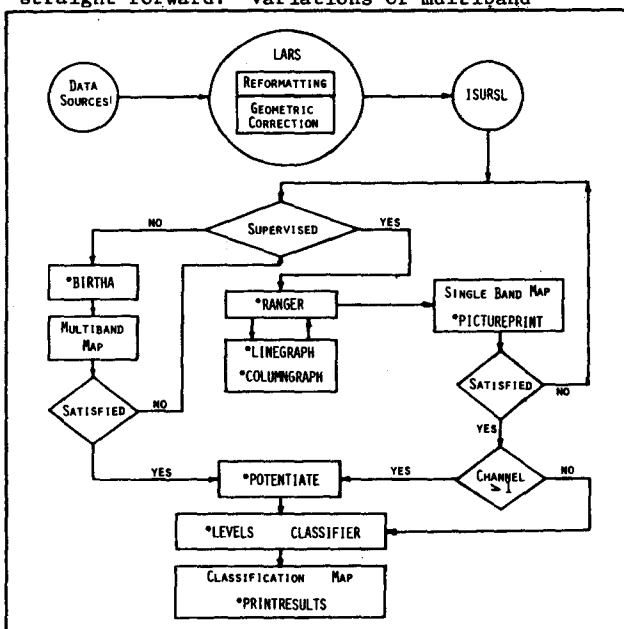 straight forward. Variations of multiband
LARS
DATA
SOURCES
REFORMATTING
GEOMETRIC
CORRECTION
ISURSL
NO
SUPERVISED
YES
*BIRTHA
MULTIBAND
MAP
SATISFIED
NO
YES
*RANGER
*LINEGRAPH
*COLUMNGRAPH
SINGLE BAND MAP
*PICTUREPRINT
SATISFIED
NO
YES
CHANNEL
> 1
YES
NO
*POTENTIATE
*LEVELS CLASSIFIER
CLASSIFICATION MAP
*PRINTRESULTS